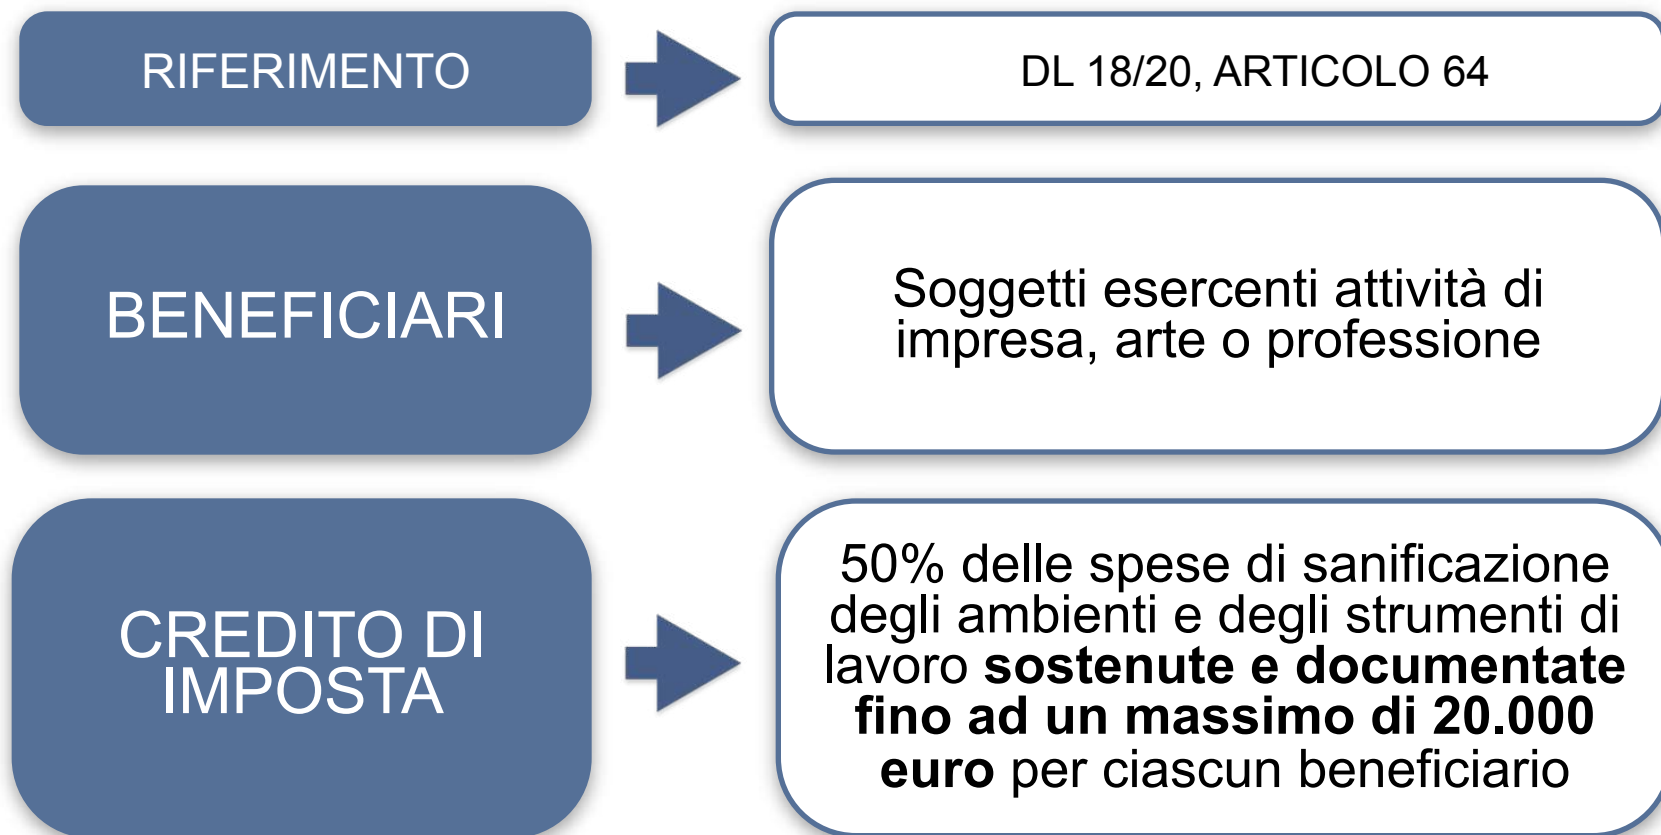 RIFERIMENTO
DL 18/20, ARTICOLO 64
BENEFICIARI
Soggetti esercenti attività di
impresa, arte o professione
CREDITO DI
IMPOSTA
50% delle spese di sanificazione
degli ambienti e degli strumenti di
lavoro sostenute e documentate
fino ad un massimo di 20.000
euro per ciascun beneficiario